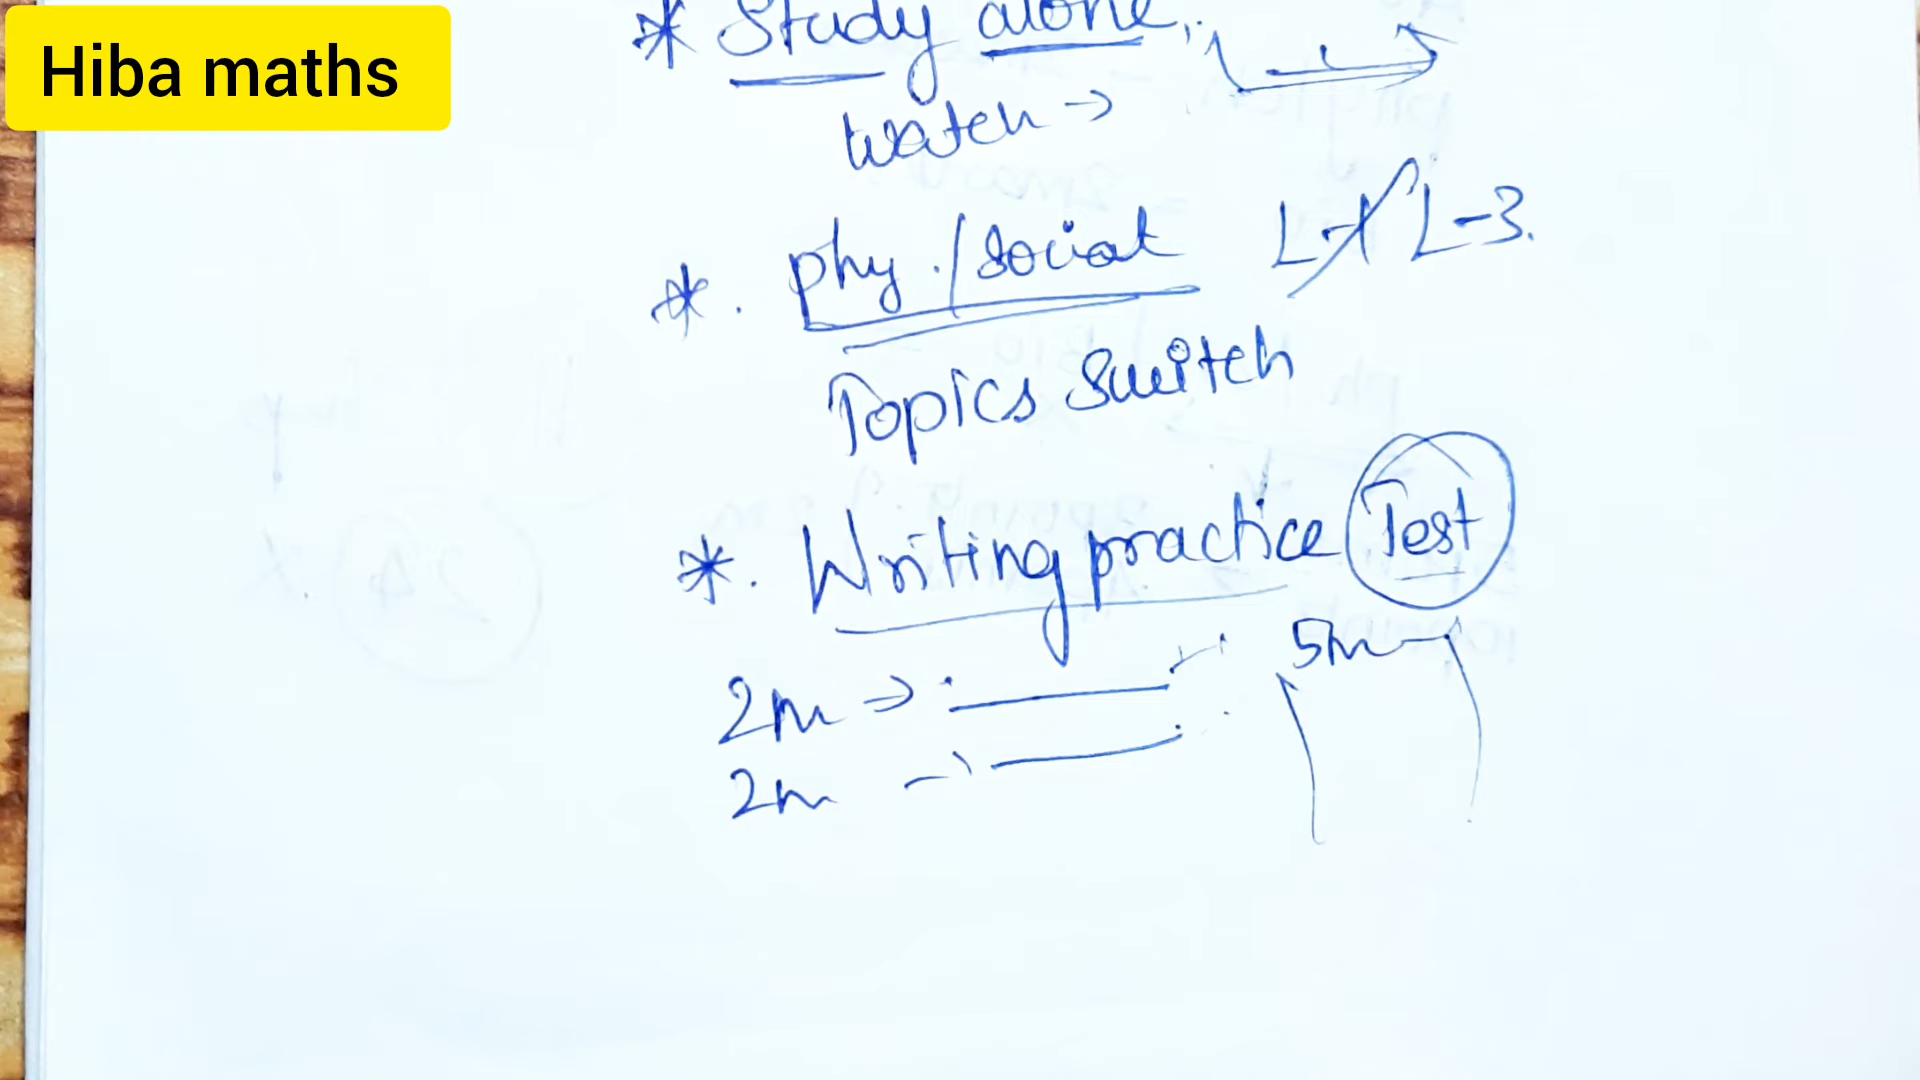 Hiba maths
* Study alone,
watch →
*. phy./social L-1 L-3.
Topics Switch
*. Writing practice Test
2m → 5m
2m →